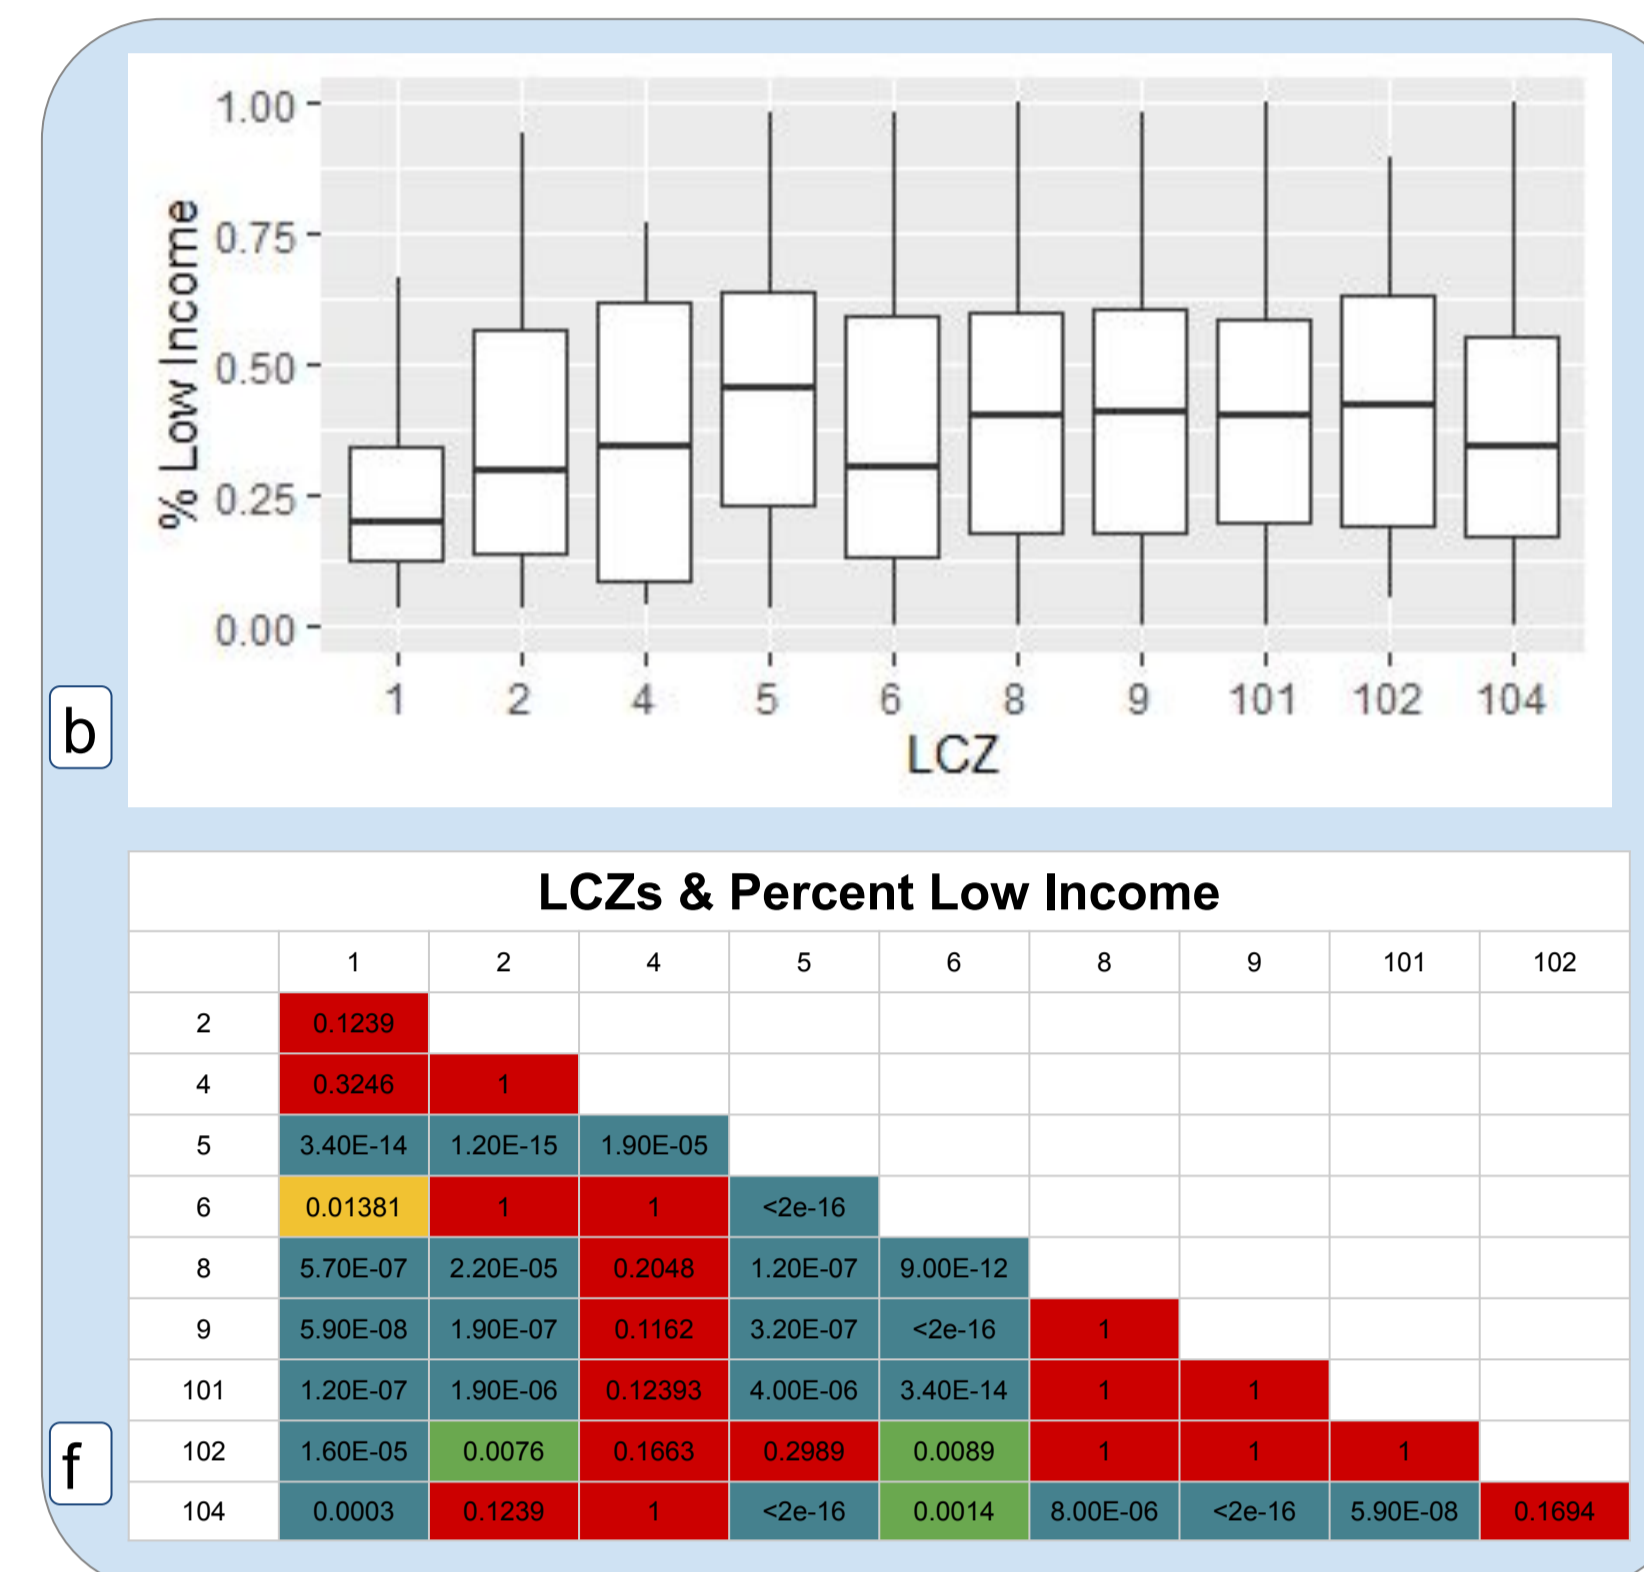 1.00
0.75
0.50
0.25
0.00
% Low Income
1 2 4 5 6 8 9 101 102 104
LCZ
b
LCZs & Percent Low Income
1 2 4 5 6 8 9 101 102
2 0.1239
4 0.3246 1
5 3.40E-14 1.20E-15 1.90E-05
6 0.01381 1 1 <2e-16
8 5.70E-07 2.20E-05 0.2048 1.20E-07 9.00E-12
9 5.90E-08 1.90E-07 0.1162 3.20E-07 <2e-16 1
101 1.20E-07 1.90E-06 0.12393 4.00E-06 3.40E-14 1 1
102 1.60E-05 0.0076 0.1663 0.2989 0.0089 1 1 1
104 0.0003 0.1239 1 <2e-16 0.0014 8.00E-06 <2e-16 5.90E-08 0.1694
f